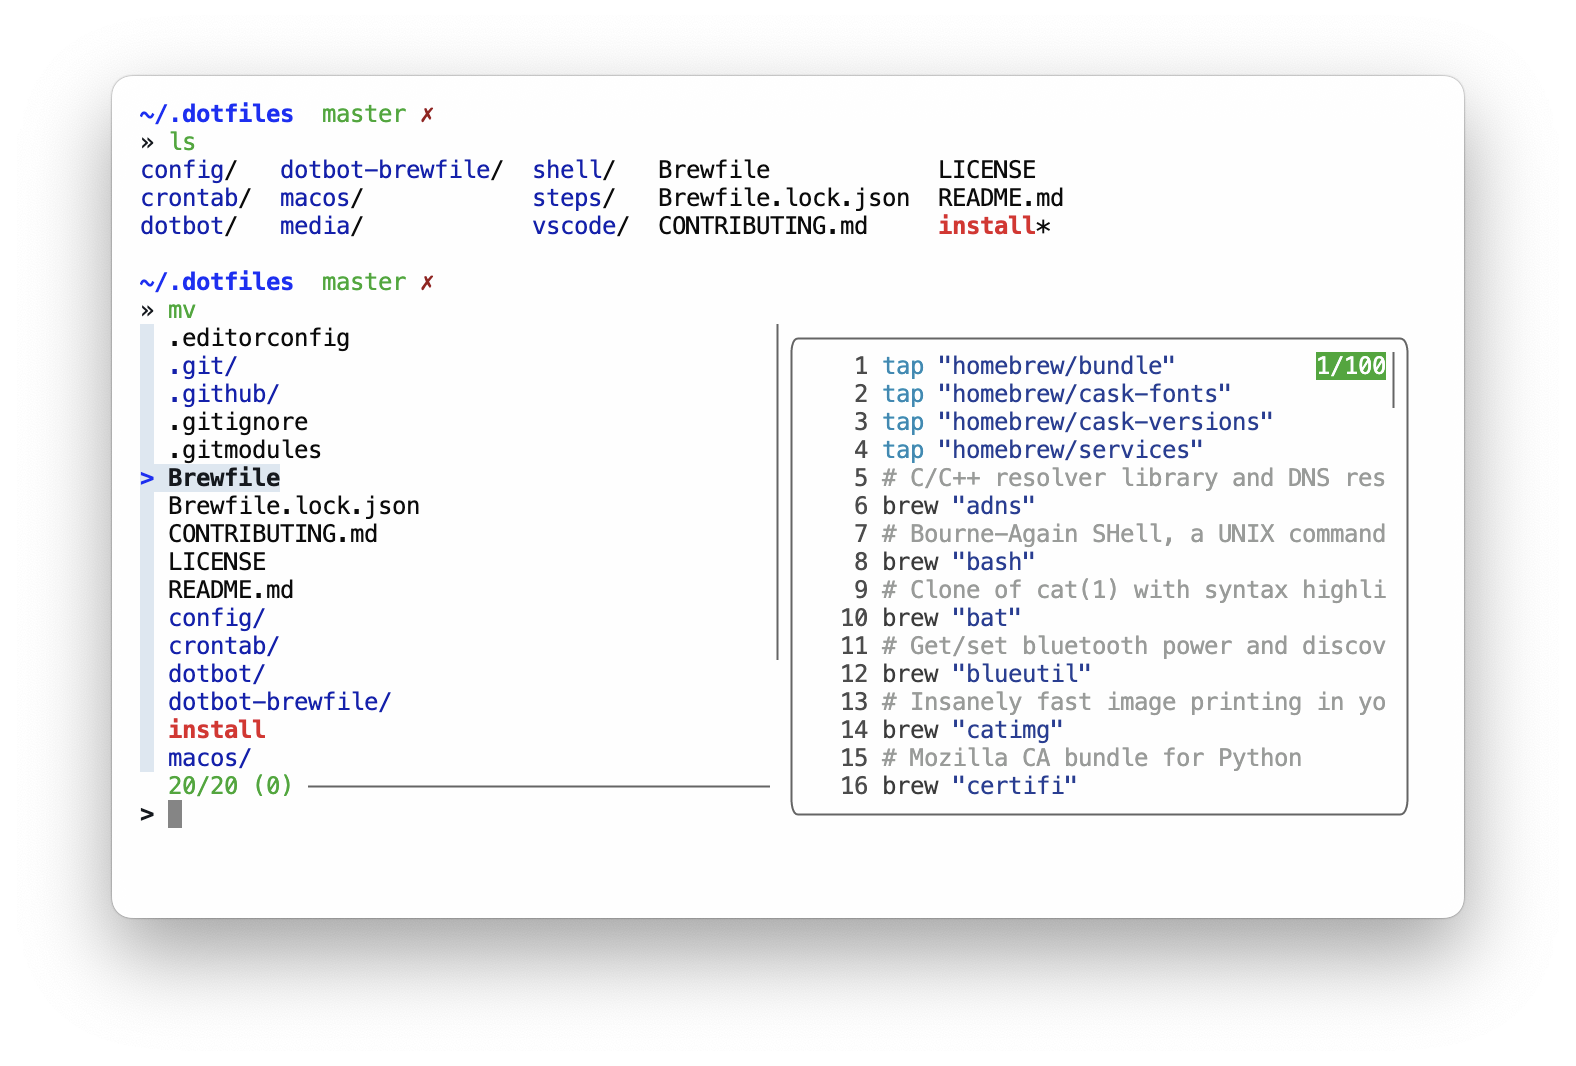 ~/.dotfiles  master ✗
» ls
config/   dotbot-brewfile/  shell/   Brewfile            LICENSE
crontab/  macos/            steps/   Brewfile.lock.json  README.md
dotbot/   media/            vscode/  CONTRIBUTING.md     install*
~/.dotfiles  master ✗
» mv
.editorconfig
.git/
.github/
.gitignore
.gitmodules
> Brewfile
Brewfile.lock.json
CONTRIBUTING.md
LICENSE
README.md
config/
crontab/
dotbot/
dotbot-brewfile/
install
macos/
20/20 (0)
>
1 tap "homebrew/bundle" 1/100
2 tap "homebrew/cask-fonts"
3 tap "homebrew/cask-versions"
4 tap "homebrew/services"
5 # C/C++ resolver library and DNS res
6 brew "adns"
7 # Bourne-Again SHell, a UNIX command
8 brew "bash"
9 # Clone of cat(1) with syntax highli
10 brew "bat"
11 # Get/set bluetooth power and discov
12 brew "blueutil"
13 # Insanely fast image printing in yo
14 brew "catimg"
15 # Mozilla CA bundle for Python
16 brew "certifi"